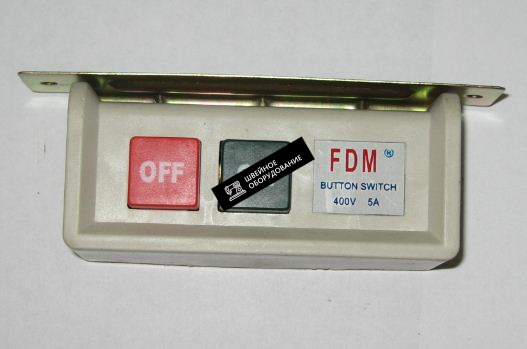 OFF
ШВЕЙНОЕ
ОБОРУДОВАНИЕ
FDM ®
BUTTON SWITCH
400V 5A